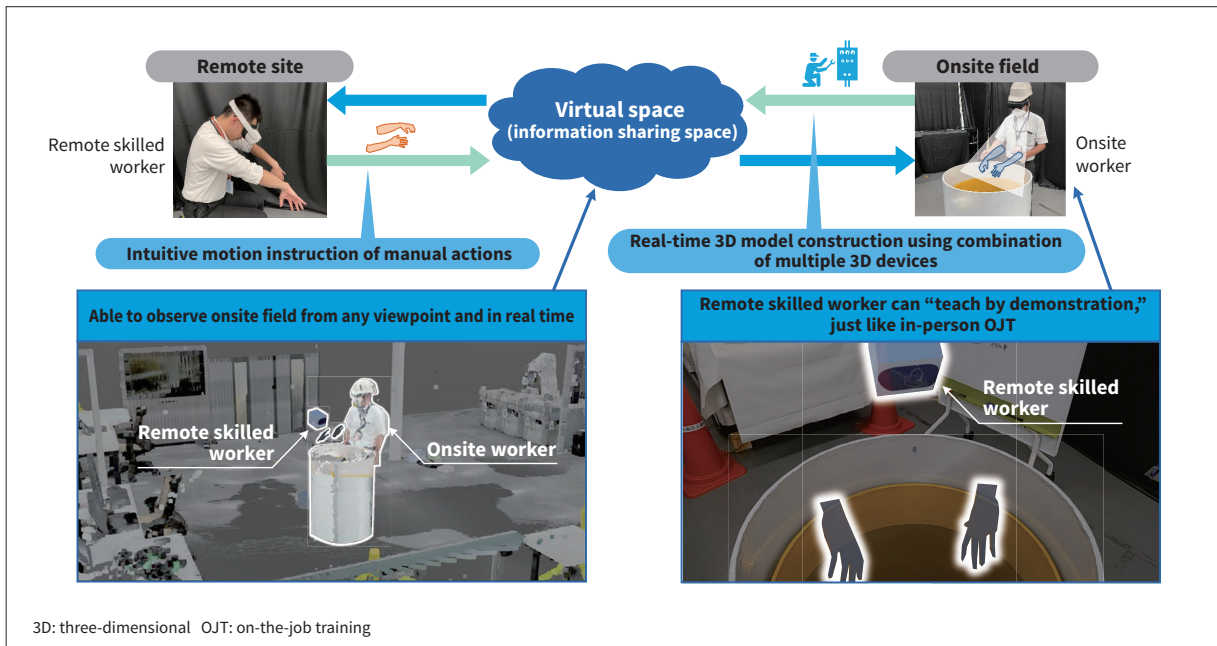 Remote site
Onsite field
Virtual space
(information sharing space)
Remote skilled
worker
Onsite
worker
Intuitive motion instruction of manual actions
Real-time 3D model construction using combination
of multiple 3D devices
Able to observe onsite field from any viewpoint and in real time
Remote skilled
worker
Onsite worker
Remote skilled worker can “teach by demonstration,”
just like in-person OJT
Remote skilled
worker
3D: three-dimensional OJT: on-the-job training